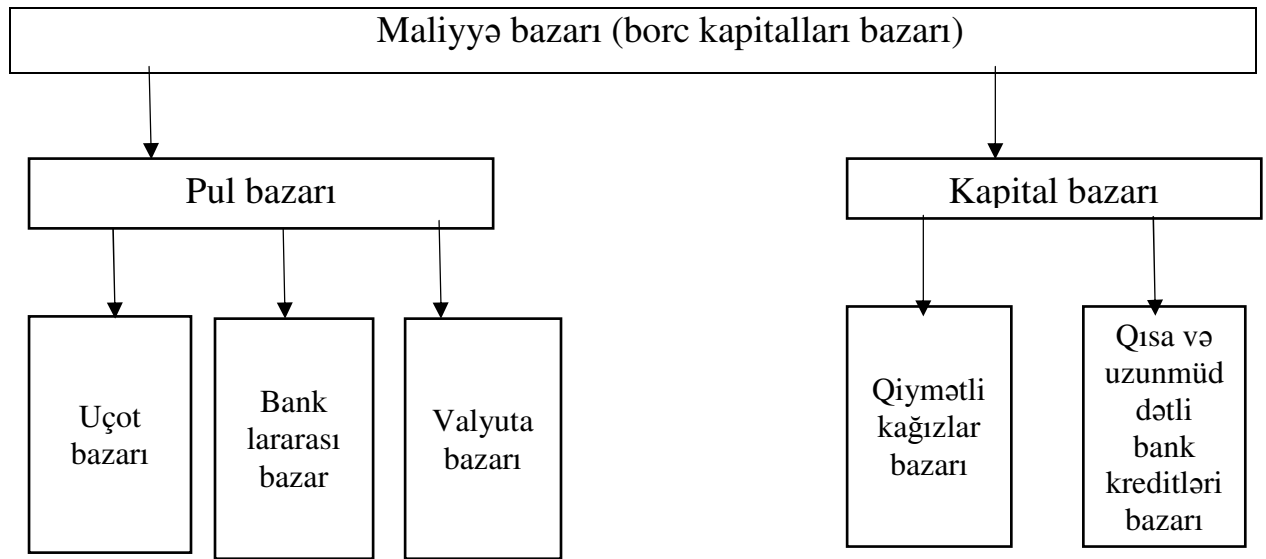 Maliyyə bazarı (borc kapitalları bazarı)
Pul bazarı
Kapital bazarı
Uçot
bazarı
Bank
lararası
bazar
Valyuta
bazarı
Qiymətli
kağızlar
bazarı
Qısa və
uzunmüd
dətli
bank
kreditləri
bazarı